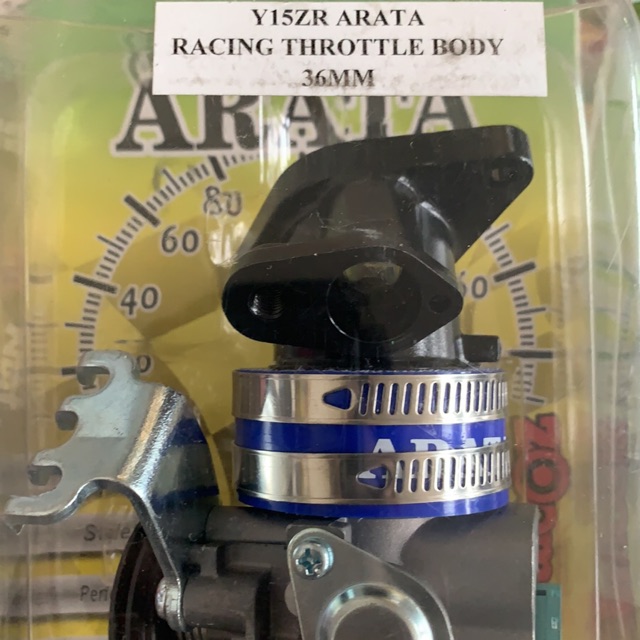 Y15ZR ARATA
RACING THROTTLE BODY
36MM
ARATA
80
60
40
60
ARAT